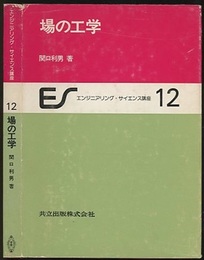 場の工学
関口利男 著
ES エンジニアリング・サイエンス講座 12
共立出版株式会社
エンジニアリング・サイエンス講座
12
場の工学
関口利男 著